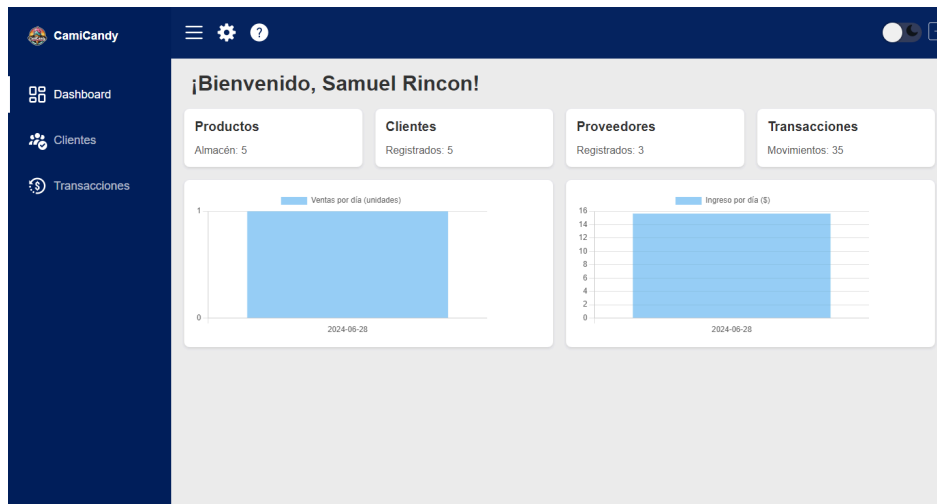 CamiCandy
?
Dashboard
Clientes
Transacciones
¡Bienvenido, Samuel Rincon!
Productos
Almacén: 5
Clientes
Registrados: 5
Proveedores
Registrados: 3
Transacciones
Movimientos: 35
Ventas por día (unidades)
1
0
2024-06-28
Ingreso por día ($)
16
14
12
10
8
6
4
2
0
2024-06-28